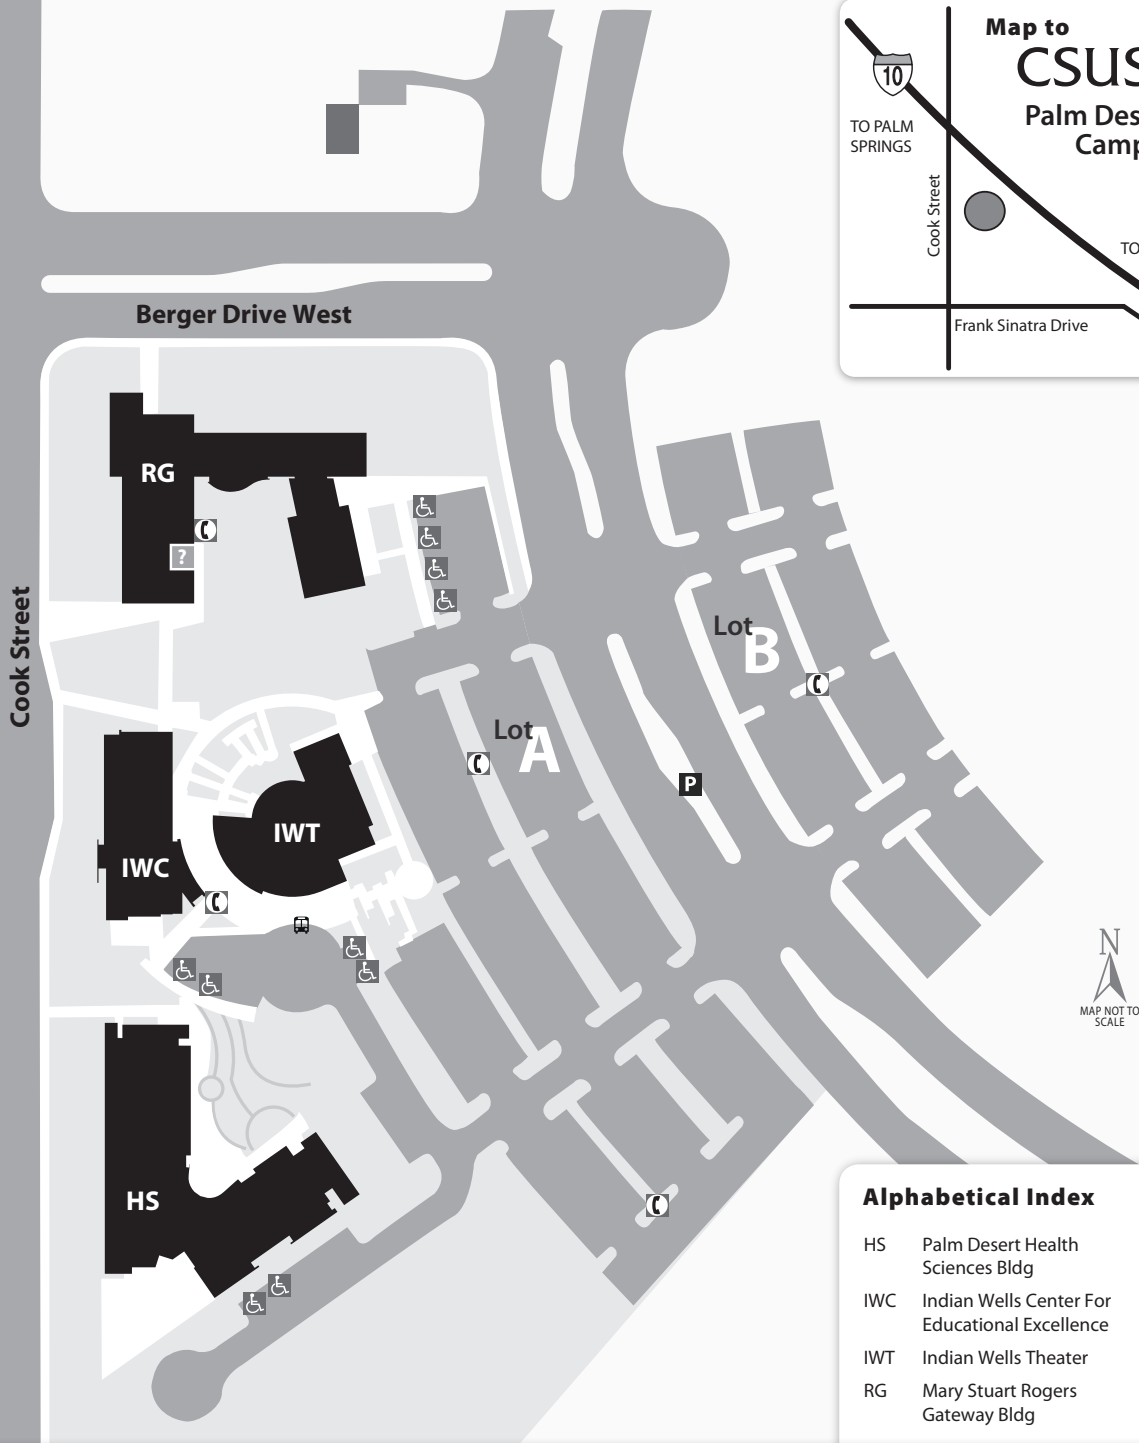 Map to
CSUS
Palm Des
Camp
10
TO PALM
SPRINGS
Cook Street
TO
Frank Sinatra Drive
Berger Drive West
RG
?
Cook Street
Lot
B
Lot
A
P
IWT
IWC
N
MAP NOT TO
SCALE
HS
Alphabetical Index
HS Palm Desert Health
Sciences Bldg
IWC Indian Wells Center For
Educational Excellence
IWT Indian Wells Theater
RG Mary Stuart Rogers
Gateway Bldg